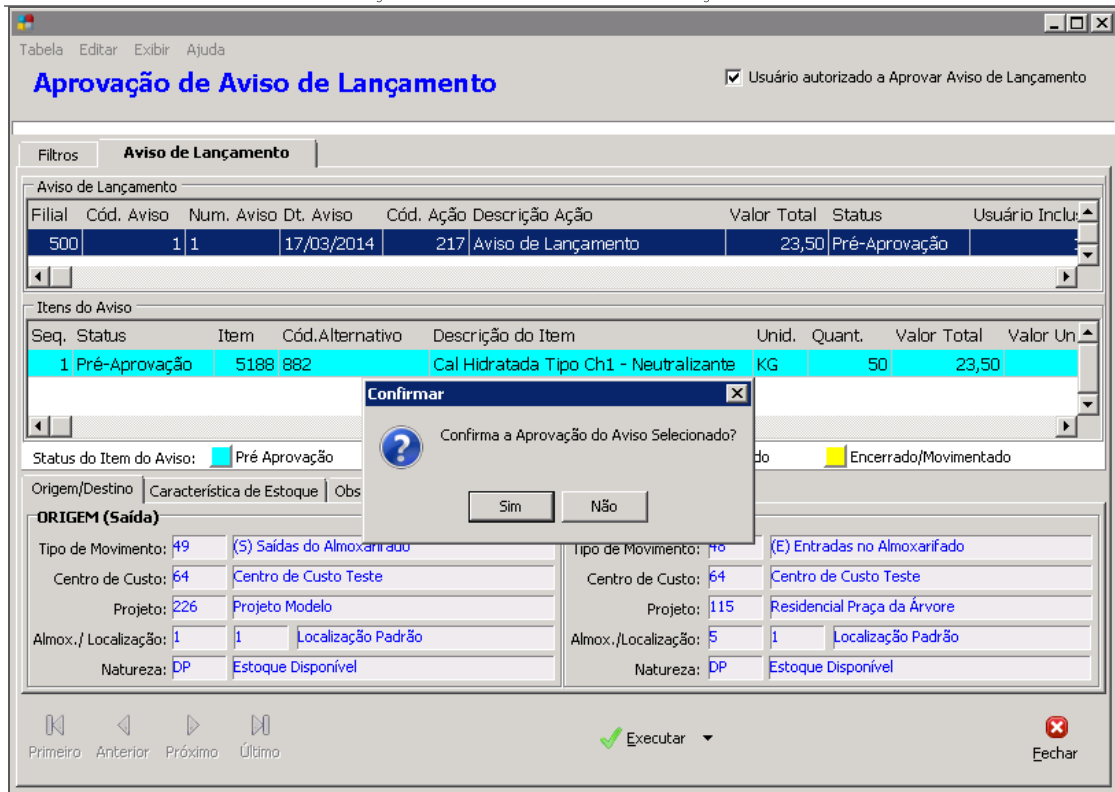 Tabela Editar Exibir Ajuda
Aprovação de Aviso de Lançamento
Usuário autorizado a Aprovar Aviso de Lançamento
Filtros Aviso de Lançamento
Aviso de Lançamento
Filial Cód. Aviso Num. Aviso Dt. Aviso Cód. Ação Descrição Ação Valor Total Status Usuário Inclu
500 1 1 17/03/2014 217 Aviso de Lançamento 23,50 Pré-Aprovação
Itens do Aviso
Seq. Status Item Cód.Alternativo Descrição do Item Unid. Quant. Valor Total Valor Un
1 Pré-Aprovação 5188 882 Cal Hidratada Tipo Ch1 - Neutralizante KG 50 23,50
Confirmar
Confirma a Aprovação do Aviso Selecionado?
Sim Não
Status do Item do Aviso: Pré Aprovação do Encerrado/Movimentado
Origem/Destino Característica de Estoque Obs
ORIGEM (Saída)
Tipo de Movimento: 49 (S) Saídas do Almoxarifado Tipo de Movimento: 48 (E) Entradas no Almoxarifado
Centro de Custo: 64 Centro de Custo Teste Centro de Custo: 64 Centro de Custo Teste
Projeto: 226 Projeto Modelo Projeto: 115 Residencial Praça da Árvore
Almox./ Localização: 1 1 Localização Padrão Almox./Localização: 5 1 Localização Padrão
Natureza: DP Estoque Disponível Natureza: DP Estoque Disponível
Primeiro Anterior Próximo Último Executar Fechar